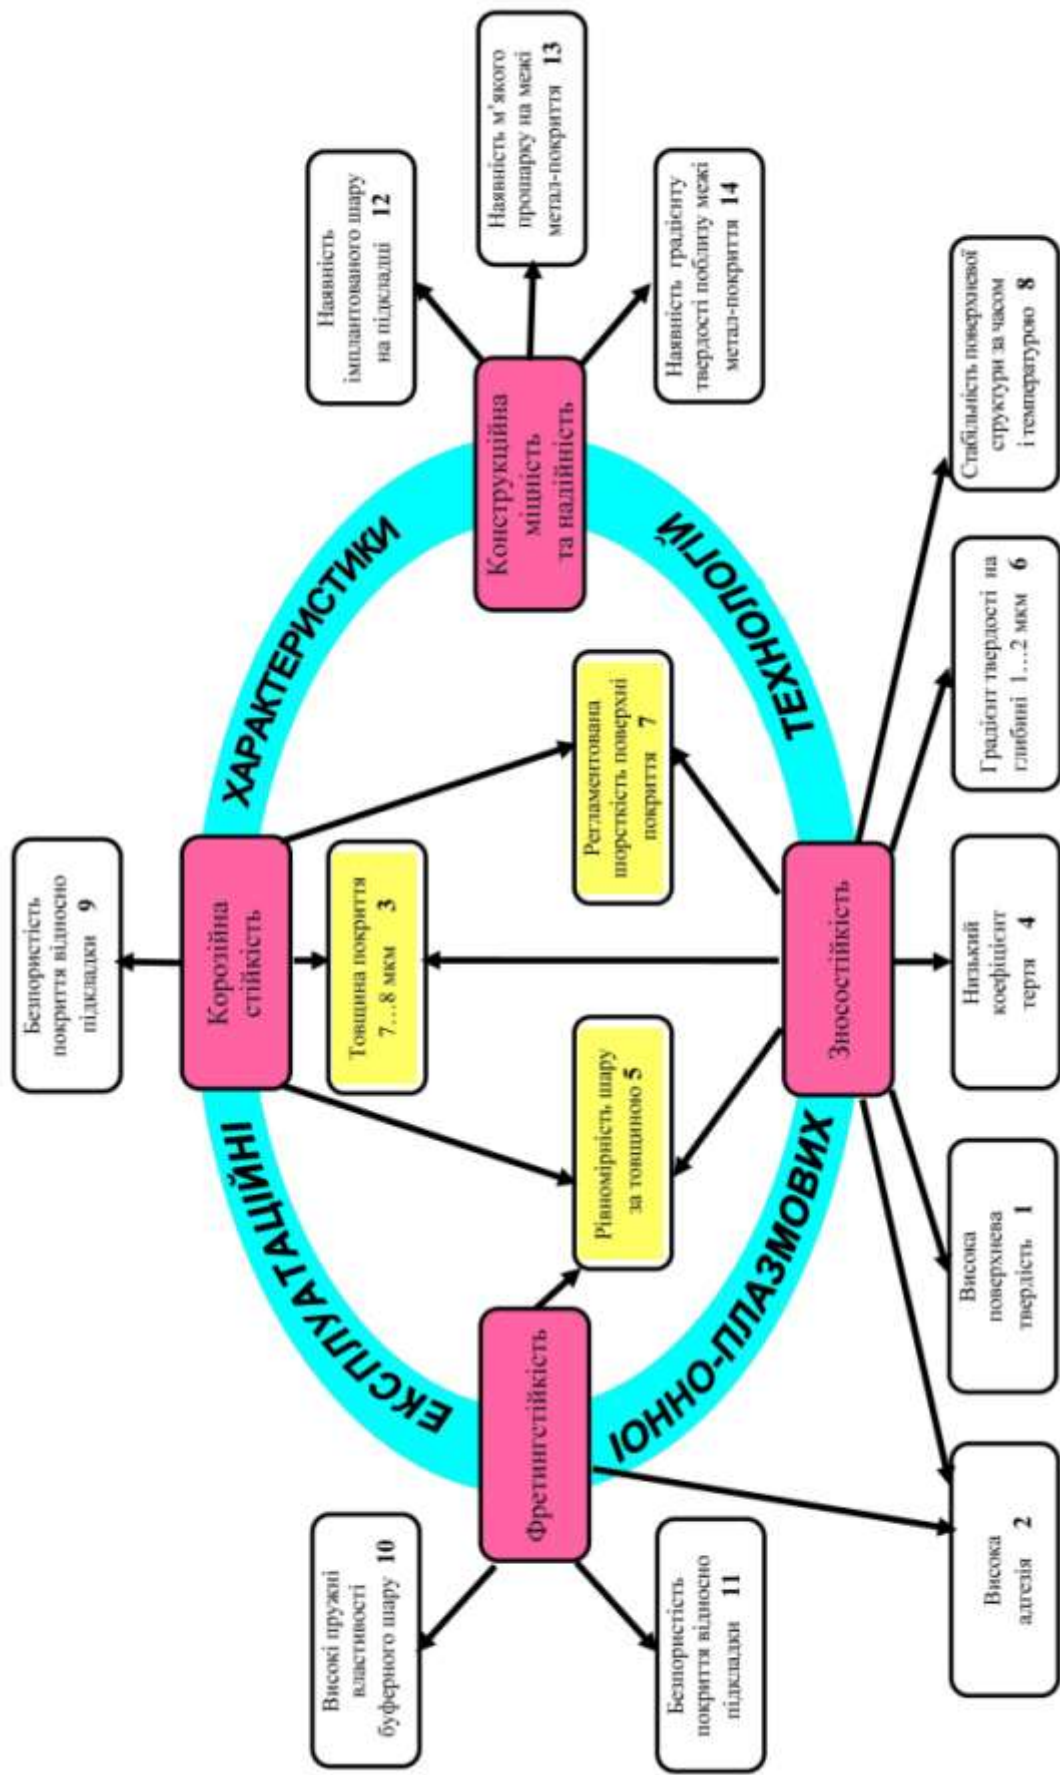 Безпористість
покриття відносно
підкладки 9
ЕКСПЛУАТАЦІЙНІ
ХАРАКТЕРИСТИКИ
Корозійна
стійкість
Товщина покриття
7…8 мкм 3
Високі пружні
властивості
буферного шару 10
Наявність
імплантованого шару
на підкладці 12
Фретингстійкість
Конструкційна
міцність
та надійність
Наявність м’якого
прошарку на межі
метал-покриття 13
Рівномірність шару
за товщиною 5
Регламентована
шорсткість поверхні
покриття 7
Безпористість
покриття відносно
підкладки 11
Наявність градієнту
твердості поблизу межі
метал-покриття 14
ІОННО-ПЛАЗМОВИХ
ТЕХНОЛОГІЙ
Зносостійкість
Висока
адгезія 2
Висока
поверхнева
твердість 1
Низький
коефіцієнт
тертя 4
Градієнт твердості на
глибині 1…2 мкм 6
Стабільність поверхневої
структури за часом
і температурою 8